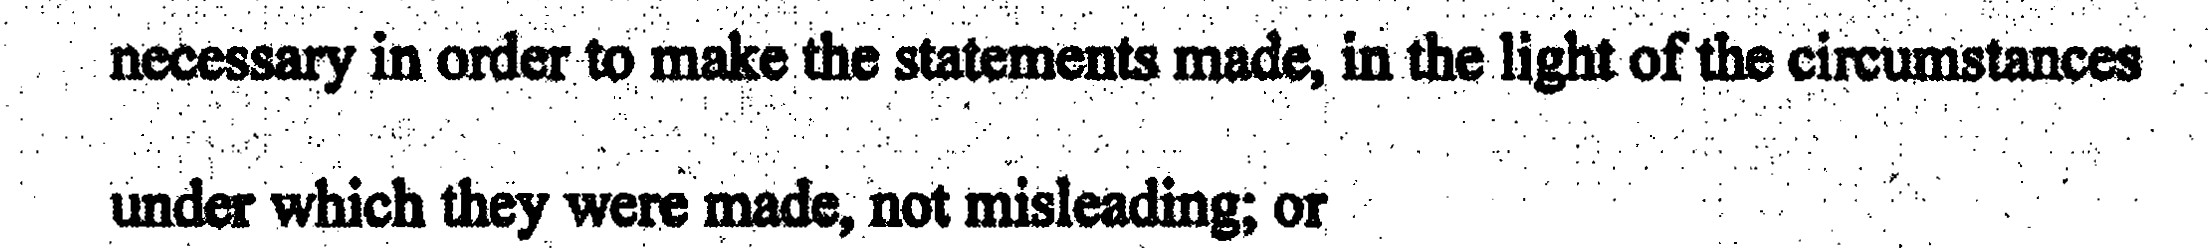 necessary in order to make the statements made, in the light of the circumstances
under which they were made, not misleading; or